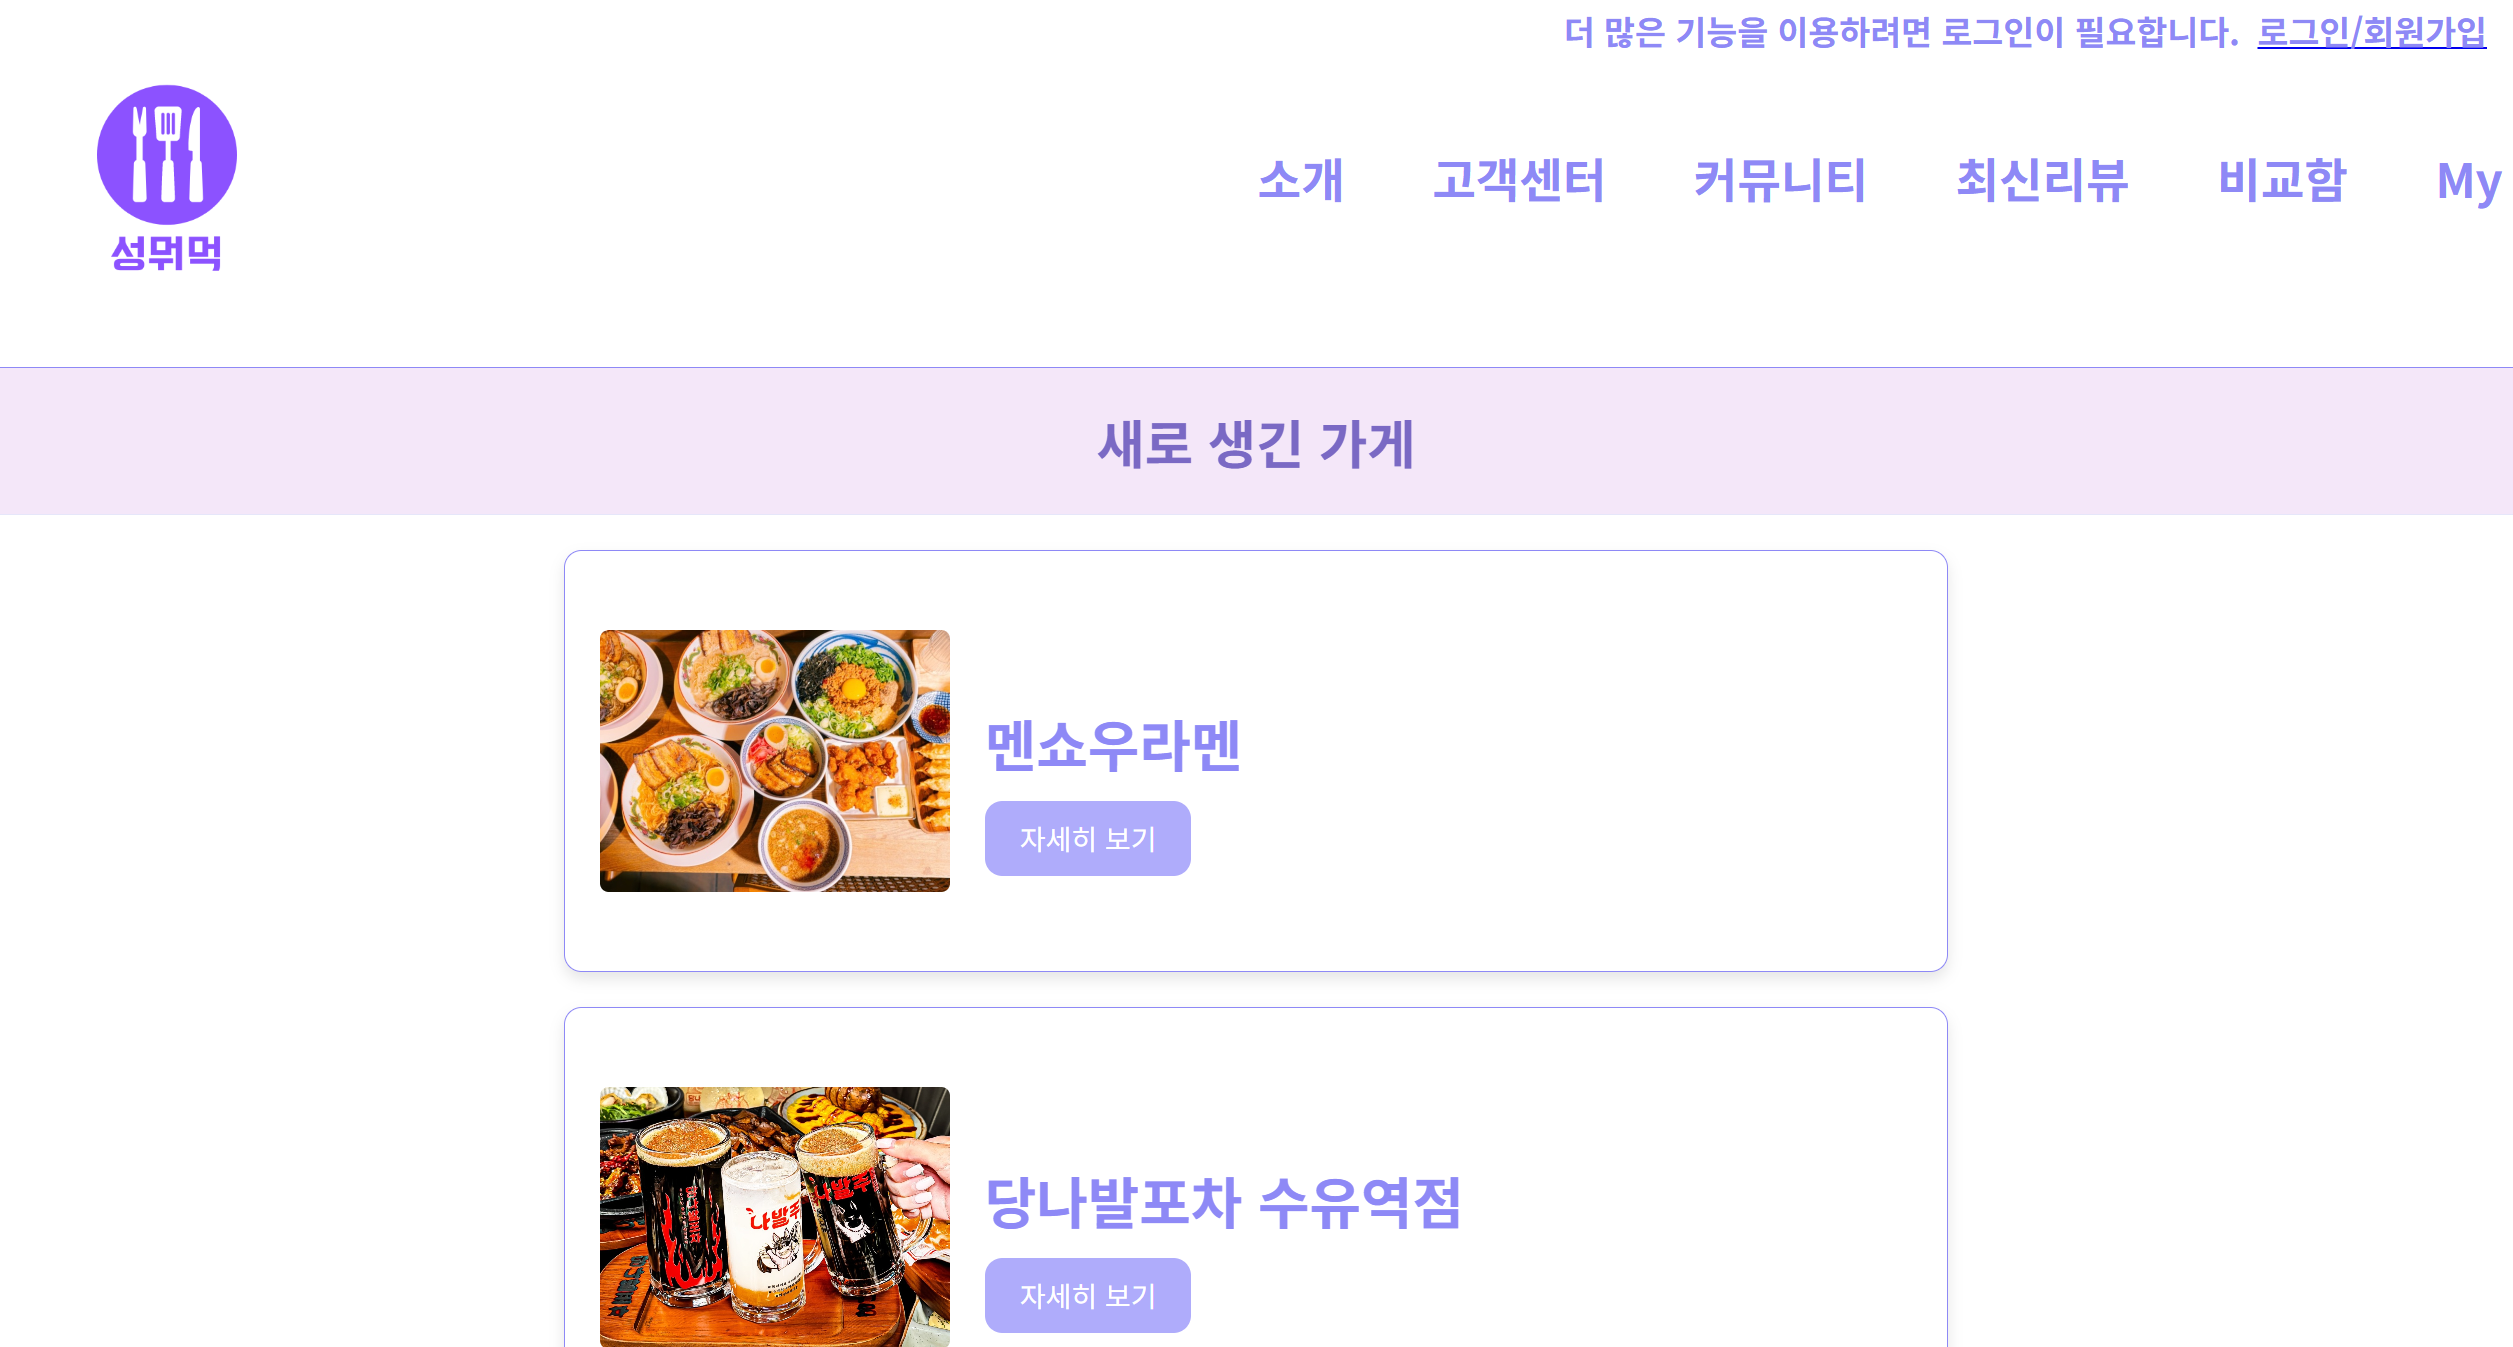 더 많은 기능을 이용하려면 로그인이 필요합니다. 로그인/회원가입
성뭐먹
소개 고객센터 커뮤니티 최신리뷰 비교함 My
새로 생긴 가게
멘쇼우라멘
자세히 보기
당나발포차 수유역점
자세히 보기